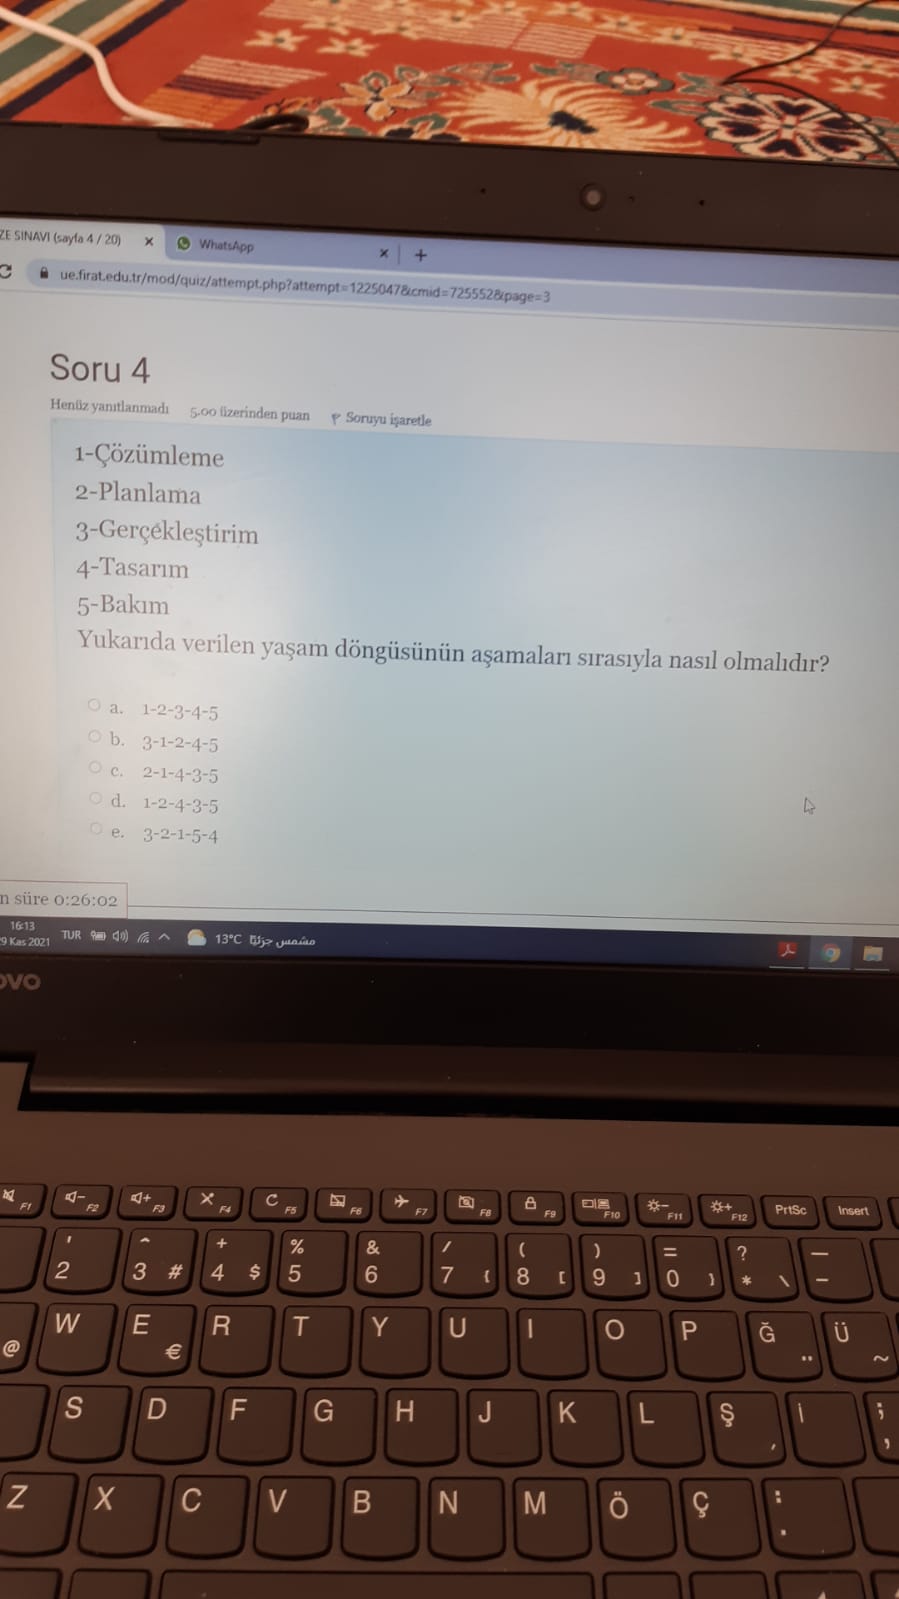 ZE SINAVI (sayfa 4 / 20)
WhatsApp
ue.firat.edu.tr/mod/quiz/attempt.php?attempt=1225047&cmid=725552&page=3
Soru 4
Henüz yanıtlanmadı 5.00 üzerinden puan Soruyu işaretle
1-Çözümleme
2-Planlama
3-Gerçekleştirim
4-Tasarım
5-Bakım
Yukarıda verilen yaşam döngüsünün aşamaları sırasıyla nasıl olmalıdır?
a. 1-2-3-4-5
b. 3-1-2-4-5
c. 2-1-4-3-5
d. 1-2-4-3-5
e. 3-2-1-5-4
n süre 0:26:02
16:13
9 Kas 2021
TUR
13°C مشمس جزئيًا
OVO
F1 F2 F3 F4 F5 F6 F7 F8 F9 F10 F11 F12 PrtSc Insert
' ^ + % & / ( ) = ? _
2 3 # 4 $ 5 6 7 { 8 [ 9 ] 0 } * \ -
@ W E € R T Y U I O P Ğ ¨ Ü ~
S D F G H J K L Ş İ ; ,
Z X C V B N M Ö Ç : .